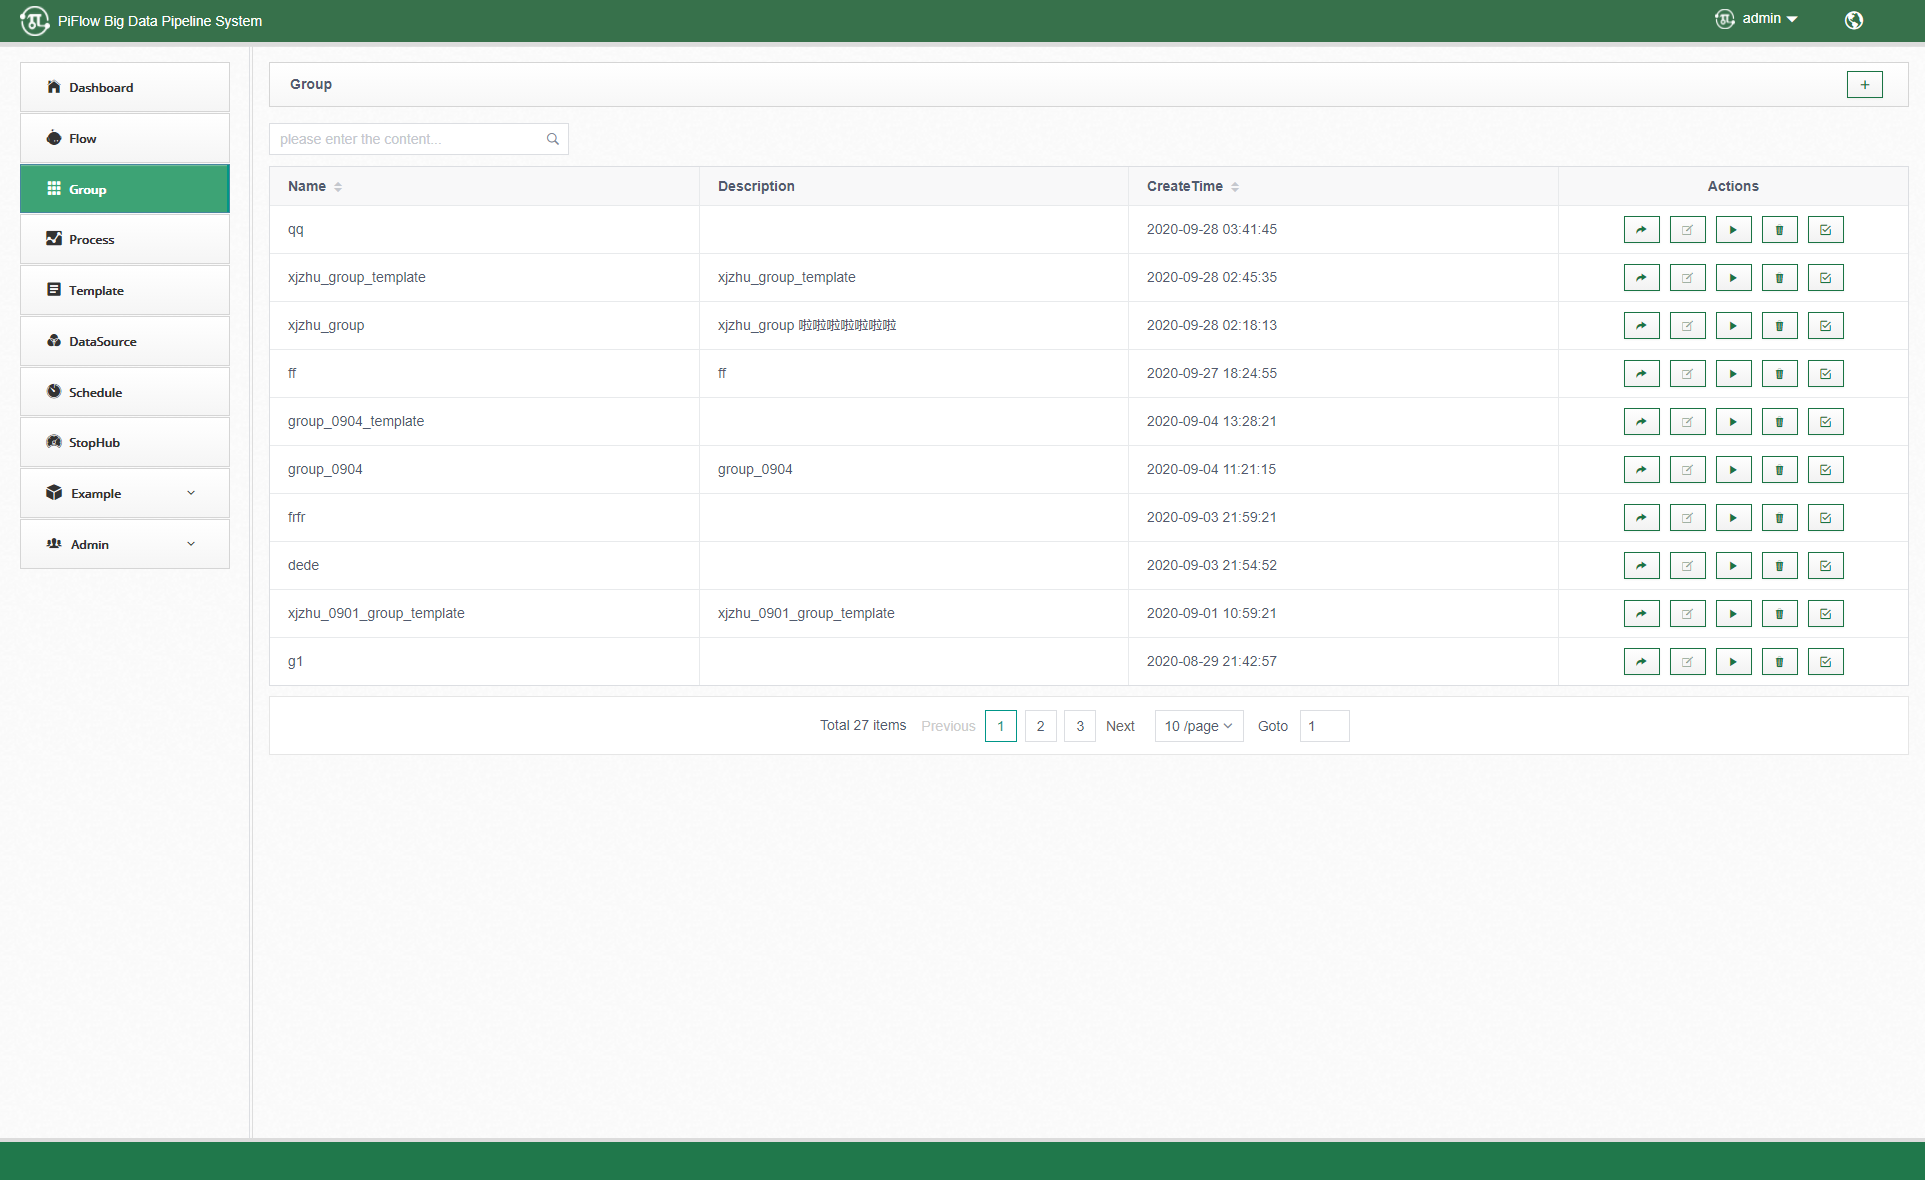 PiFlow Big Data Pipeline System
admin
Dashboard
Flow
Group
Process
Template
DataSource
Schedule
StopHub
Example
Admin
Group
+
please enter the content...
Name Description CreateTime Actions
qq 2020-09-28 03:41:45
xjzhu_group_template xjzhu_group_template 2020-09-28 02:45:35
xjzhu_group xjzhu_group 啦啦啦啦啦啦啦 2020-09-28 02:18:13
ff ff 2020-09-27 18:24:55
group_0904_template 2020-09-04 13:28:21
group_0904 group_0904 2020-09-04 11:21:15
frfr 2020-09-03 21:59:21
dede 2020-09-03 21:54:52
xjzhu_0901_group_template xjzhu_0901_group_template 2020-09-01 10:59:21
g1 2020-08-29 21:42:57
Total 27 items Previous 1 2 3 Next 10 /page Goto 1